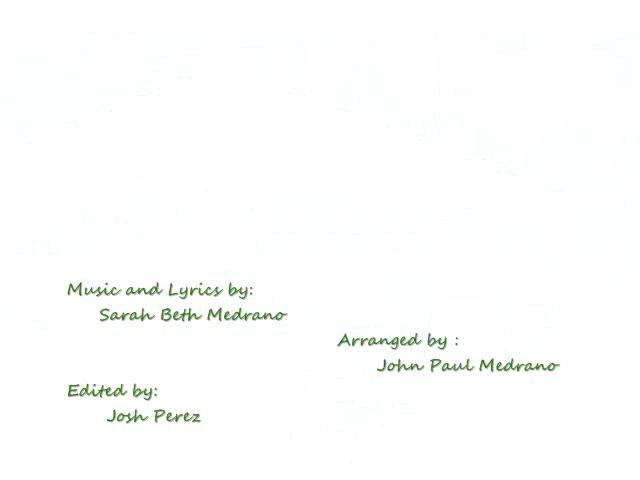 Music and Lyrics by:
Sarah Beth Medrano
Arranged by :
John Paul Medrano
Edited by:
Josh Perez